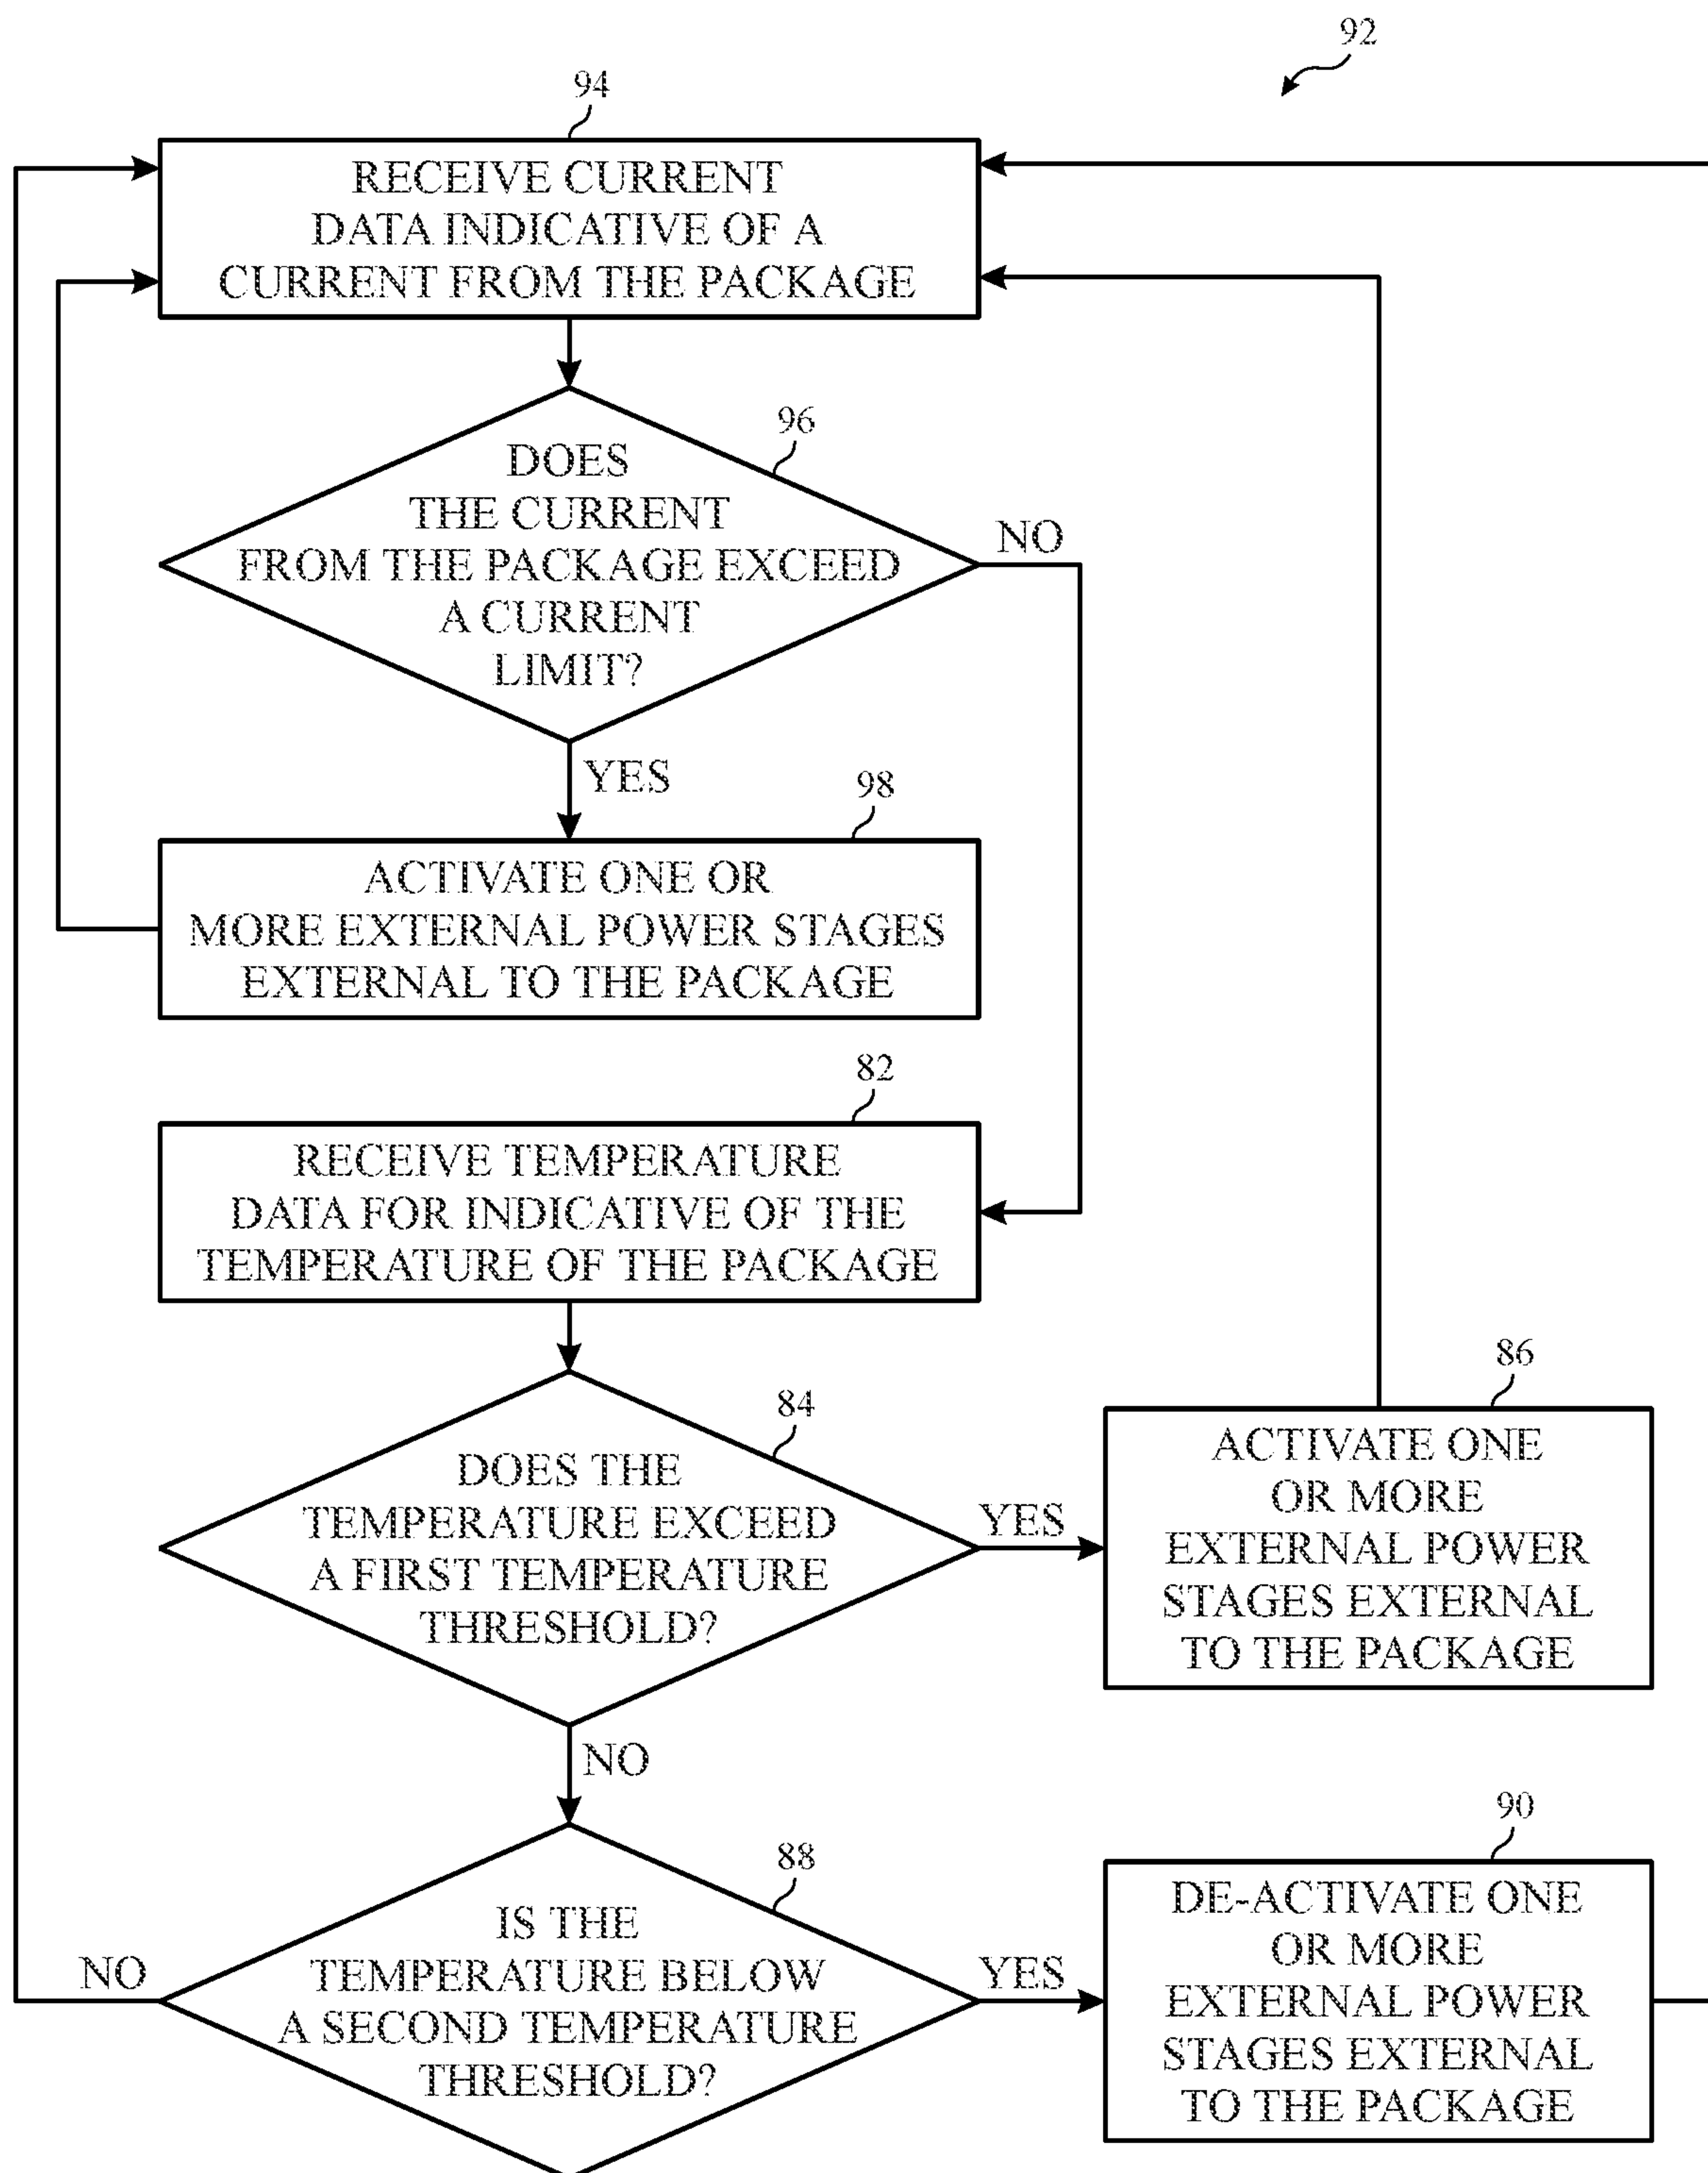 92
94
RECEIVE CURRENT
DATA INDICATIVE OF A
CURRENT FROM THE PACKAGE
96
DOES
THE CURRENT
FROM THE PACKAGE EXCEED
A CURRENT
LIMIT?
NO
YES
98
ACTIVATE ONE OR
MORE EXTERNAL POWER STAGES
EXTERNAL TO THE PACKAGE
82
RECEIVE TEMPERATURE
DATA FOR INDICATIVE OF THE
TEMPERATURE OF THE PACKAGE
84
DOES THE
TEMPERATURE EXCEED
A FIRST TEMPERATURE
THRESHOLD?
YES
86
ACTIVATE ONE
OR MORE
EXTERNAL POWER
STAGES EXTERNAL
TO THE PACKAGE
NO
88
IS THE
TEMPERATURE BELOW
A SECOND TEMPERATURE
THRESHOLD?
NO
YES
90
DE-ACTIVATE ONE
OR MORE
EXTERNAL POWER
STAGES EXTERNAL
TO THE PACKAGE